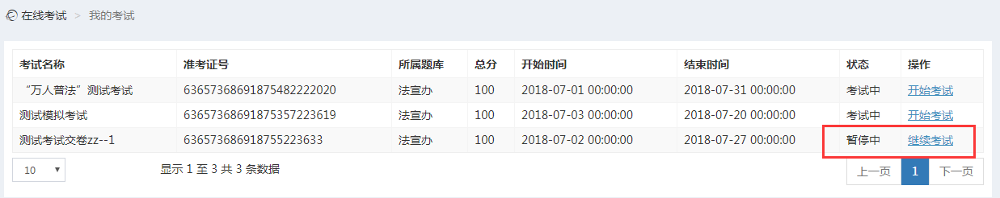 在线考试 > 我的考试
考试名称 准考证号 所属题库 总分 开始时间 结束时间 状态 操作
“万人普法”测试考试 636573686918754822220​20 法宣办 100 2018-07-01 00:00:00 2018-07-31 00:00:00 考试中 开始考试
测试模拟考试 636573686918753572236​19 法宣办 100 2018-07-03 00:00:00 2018-07-20 00:00:00 考试中 开始考试
测试考试交卷zz--1 636573686918755223633 法宣办 100 2018-07-02 00:00:00 2018-07-27 00:00:00 暂停中 继续考试
10 显示 1 至 3 共 3 条数据 上一页 1 下一页